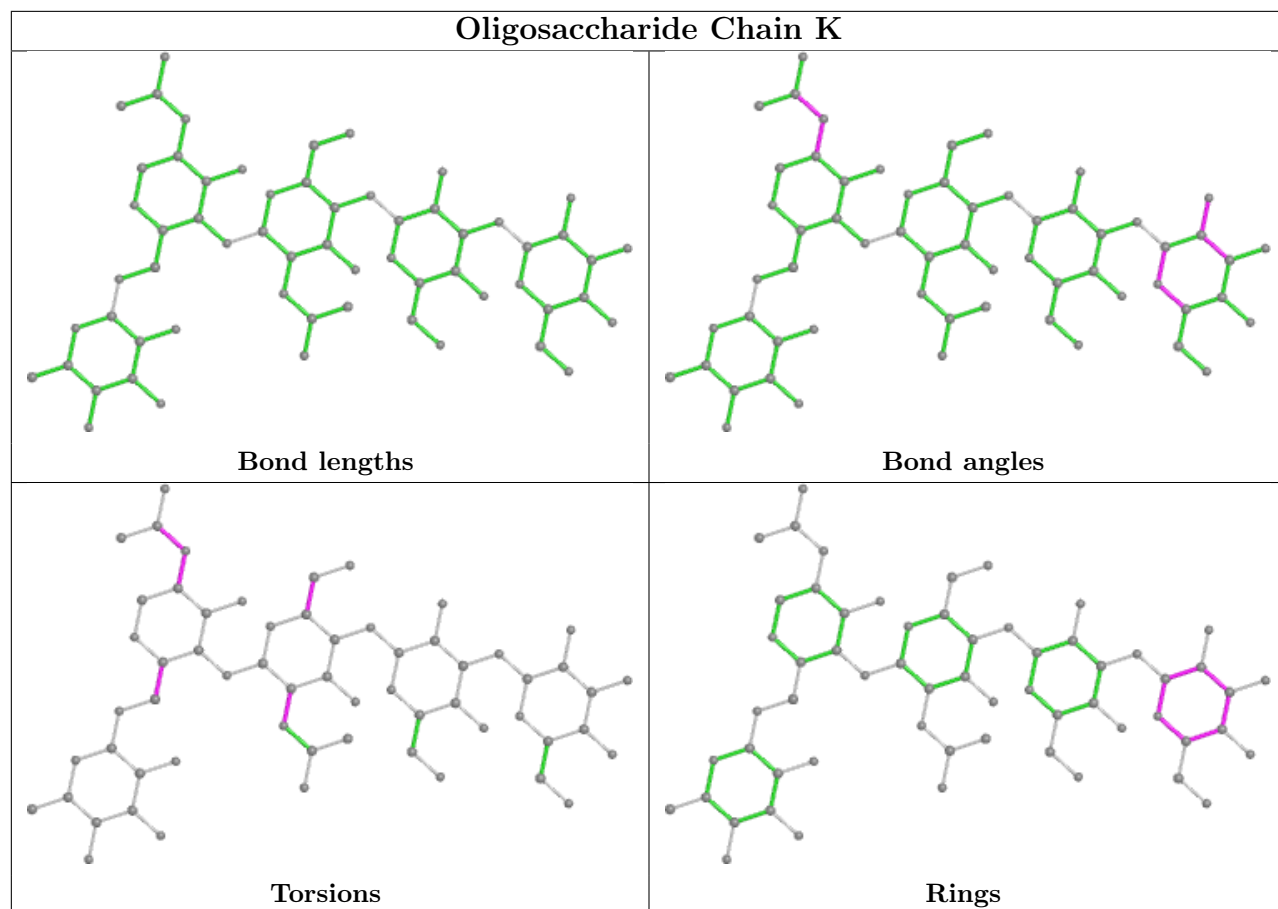 Oligosaccharide Chain K
Bond lengths
Bond angles
Torsions
Rings